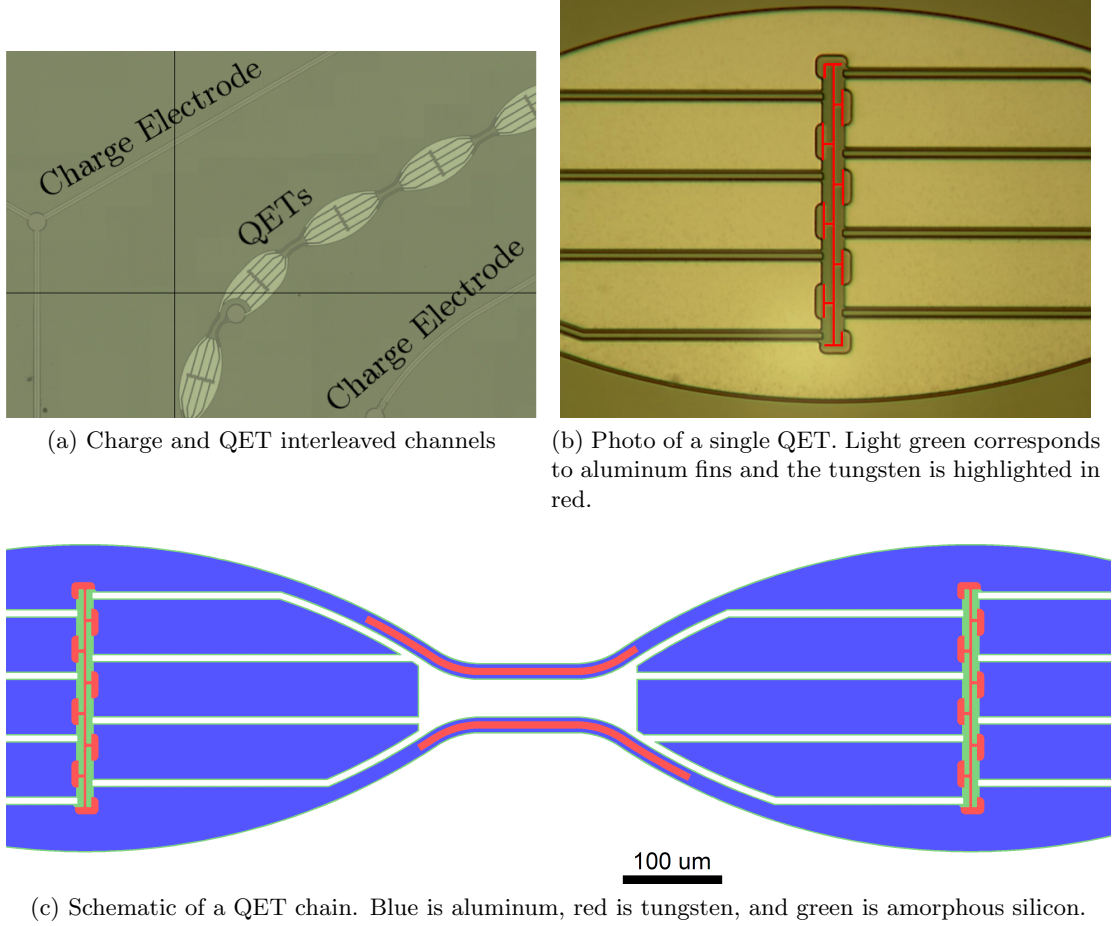 Charge Electrode
QETs
Charge Electrode
(a) Charge and QET interleaved channels
(b) Photo of a single QET. Light green corresponds
to aluminum fins and the tungsten is highlighted in
red.
100 um
(c) Schematic of a QET chain. Blue is aluminum, red is tungsten, and green is amorphous silicon.